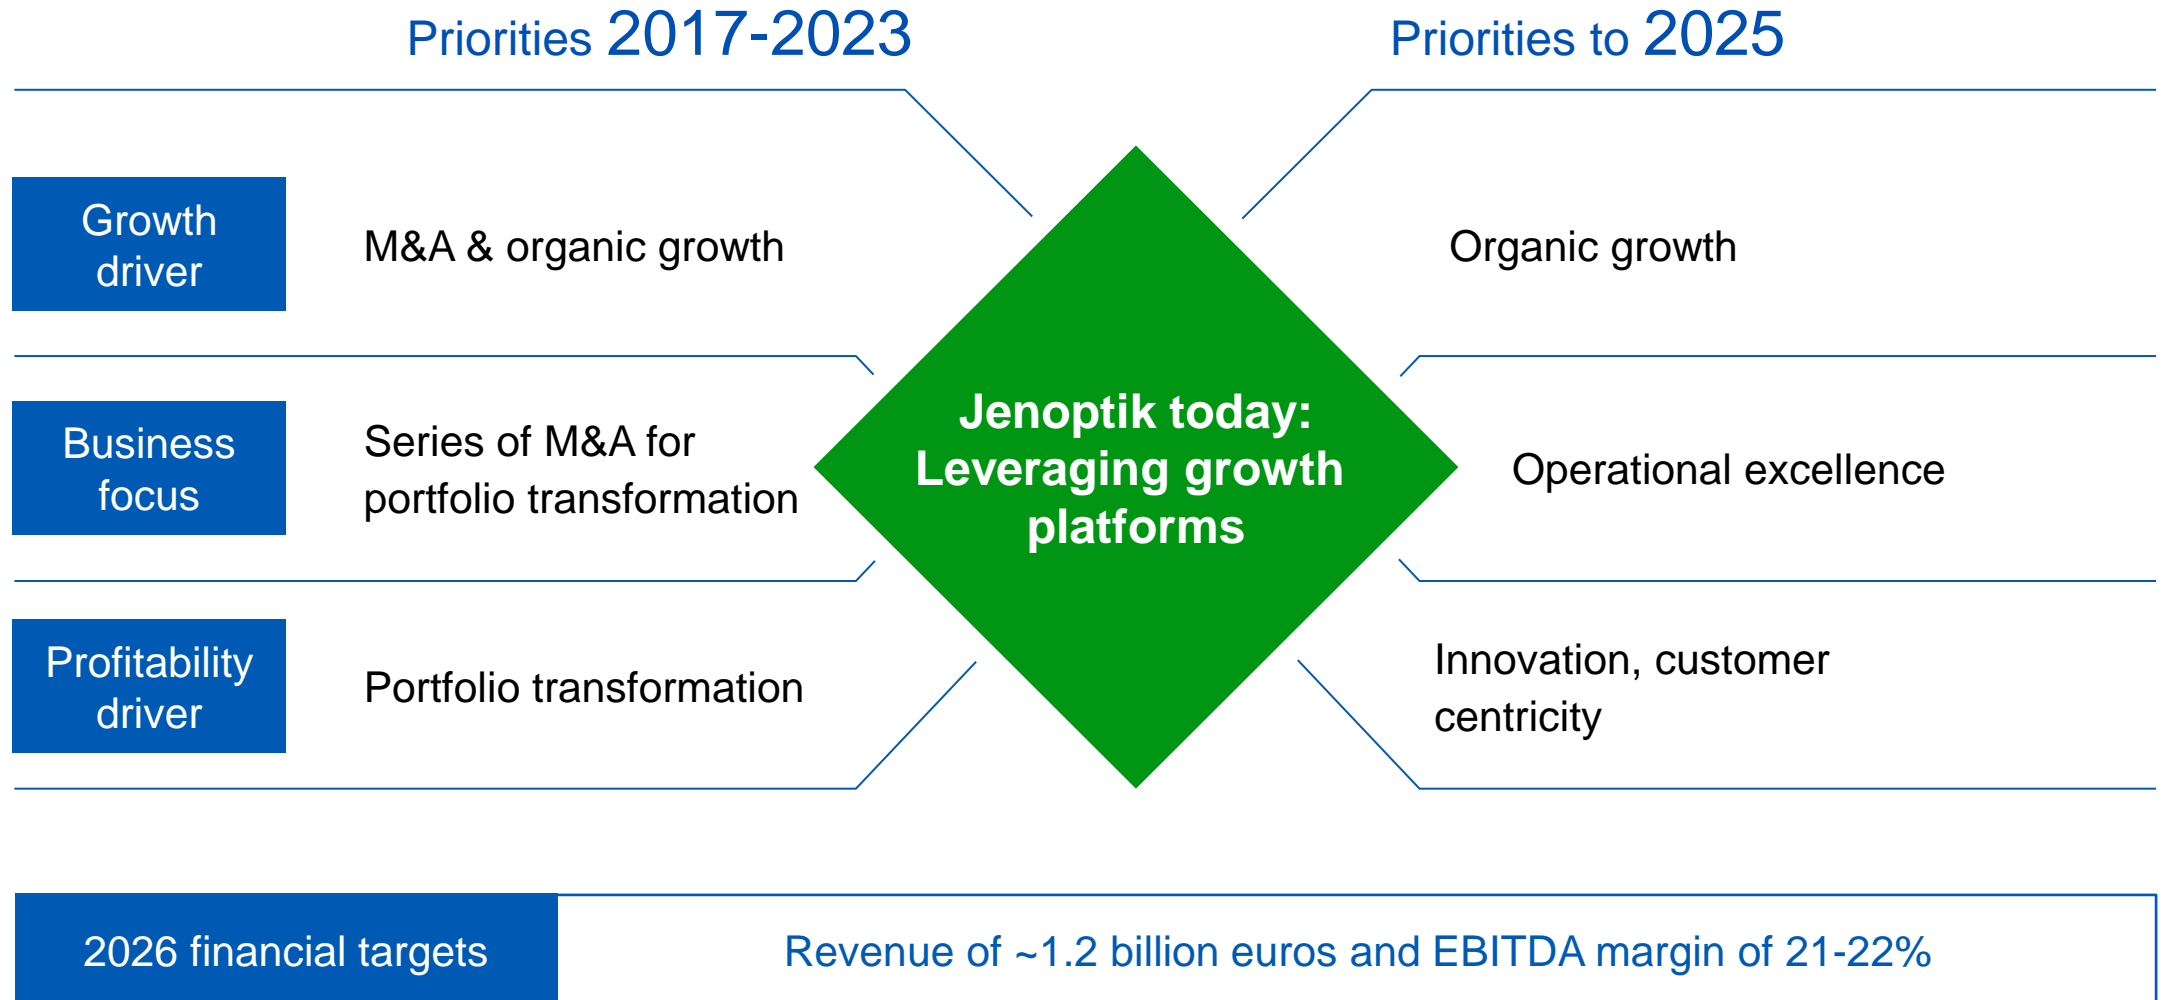 Priorities 2017-2023
Priorities to 2025
Growth
driver
M&A & organic growth
Organic growth
Jenoptik today:
Leveraging growth
platforms
Business
focus
Series of M&A for
portfolio transformation
Operational excellence
Profitability
driver
Portfolio transformation
Innovation, customer
centricity
2026 financial targets
Revenue of ~1.2 billion euros and EBITDA margin of 21-22%